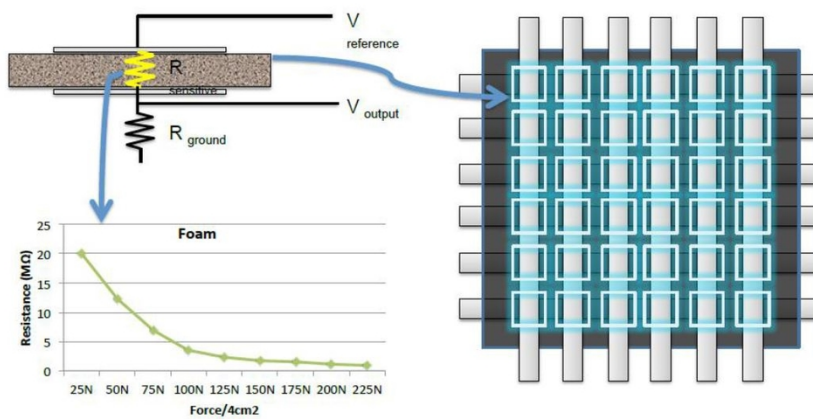 V
reference
R
sensitive
V output
R ground
Foam
Resistance (MΩ)
25
20
15
10
5
0
25N 50N 75N 100N 125N 150N 175N 200N 225N
Force/4cm2